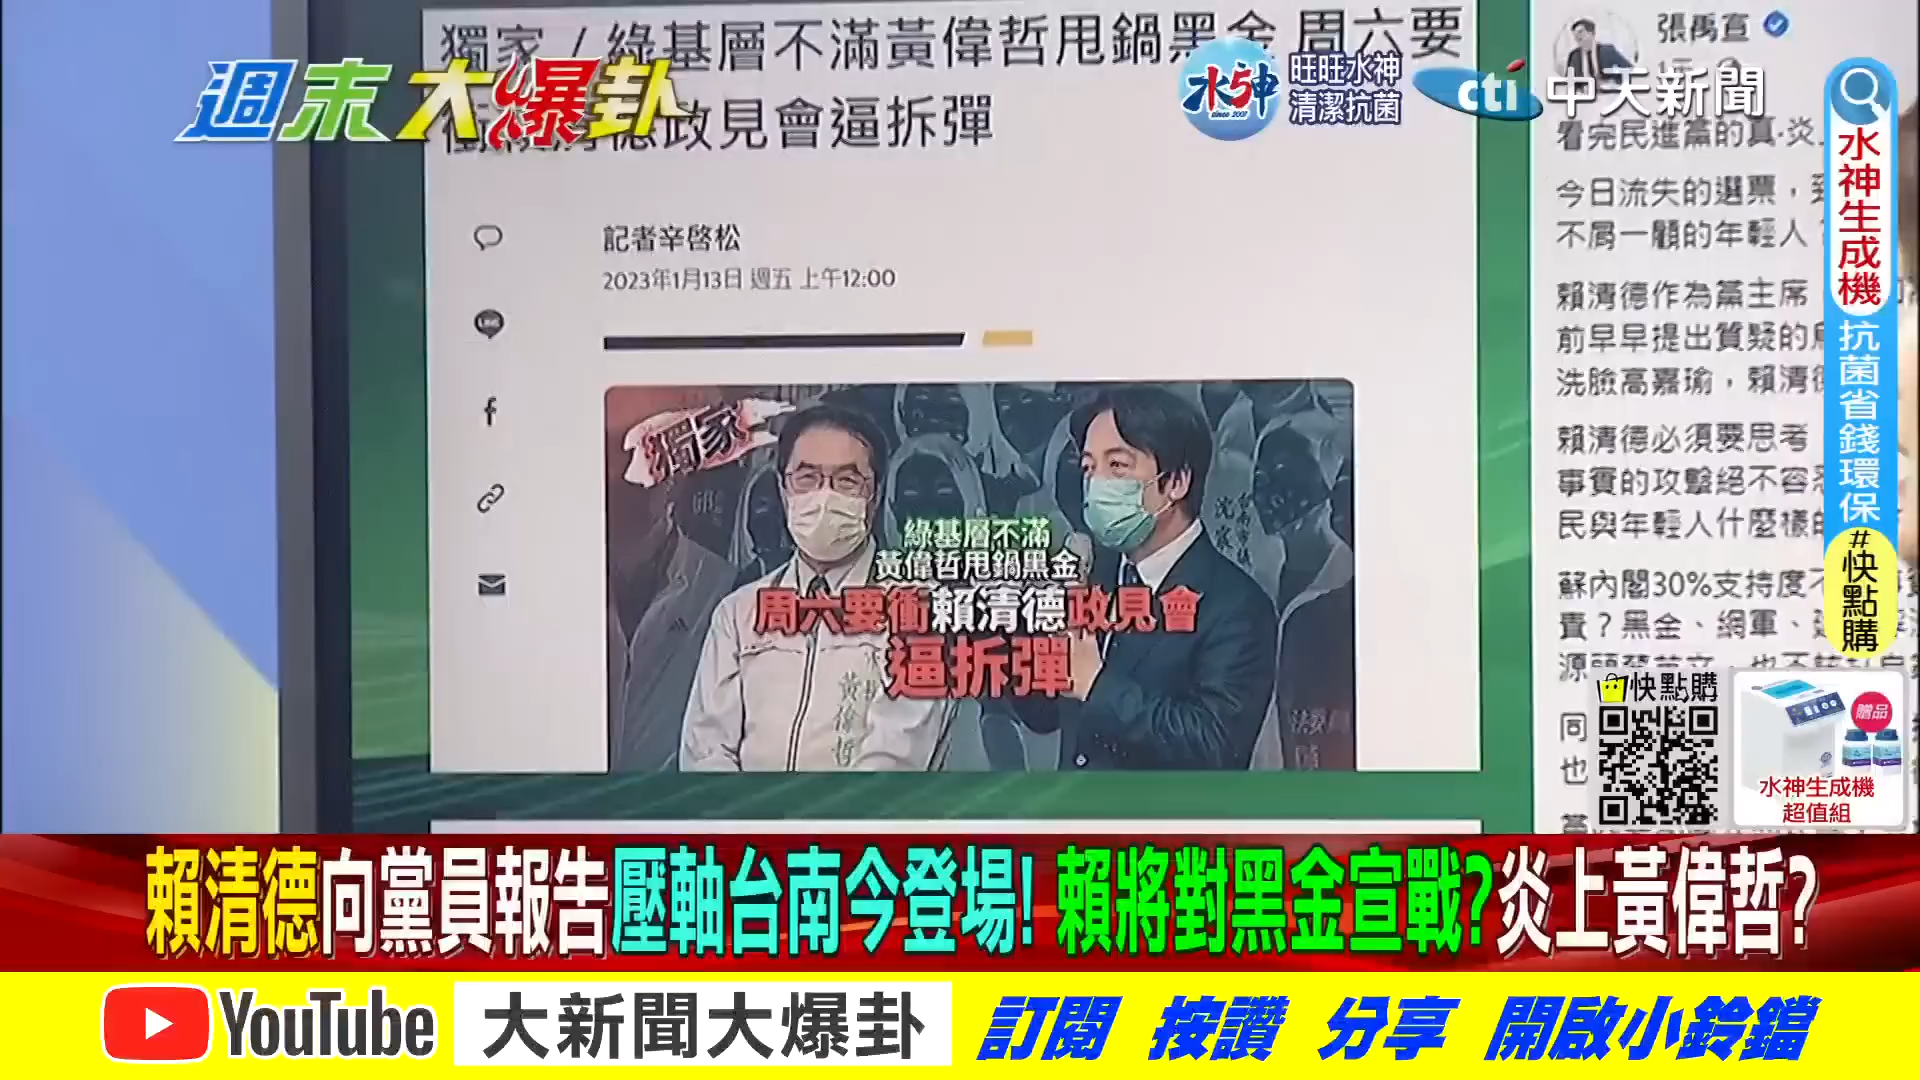 獨家／綠基層不滿黃偉哲甩鍋黑金 周六要
政見會逼拆彈
週末大爆卦
水神
since 2007
旺旺水神
清潔抗菌
cti 中天新聞
記者辛啓松
2023年1月13日 週五 上午12:00
LINE
獨家
綠基層不滿
黃偉哲甩鍋黑金
周六要衝賴清德政見會
逼拆彈
黃偉哲
張禹宣
看完民進黨的真·炎
今日流失的選票，
不屑一顧的年輕人
賴清德作為黨主席
前早早提出質疑的
洗臉高嘉瑜，賴清德
賴清德必須要思考
事實的攻擊絕不容
民與年輕人什麼樣的
蘇內閣30%支持度不
責？黑金、網軍、
同
也
水神生成機
抗菌省錢環保
#快點購
快點購
贈品
水神生成機
超值組
賴清德向黨員報告壓軸台南今登場! 賴將對黑金宣戰?炎上黃偉哲?
YouTube 大新聞大爆卦 訂閱 按讚 分享 開啟小鈴鐺